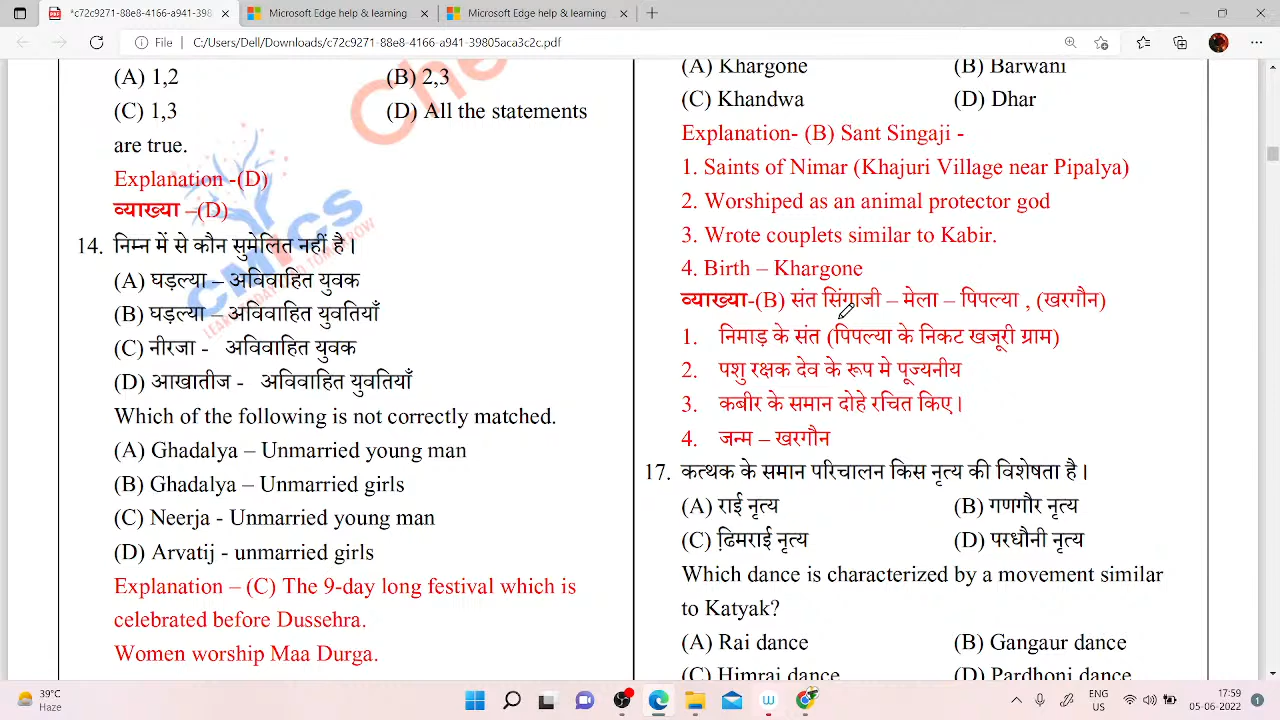 *c72c9271-88e8-4166-a941-398
Microsoft Edge help & learning
Microsoft Edge help & learning
File
C:/Users/Dell/Downloads/c72c9271-88e8-4166-a941-39805aca3c2c.pdf
(A) 1,2 (B) 2,3
(C) 1,3 (D) All the statements
are true.
Explanation -(D)
व्याख्या –(D)
14. निम्न में से कौन सुमेलित नहीं है।
(A) घड़ल्या – अविवाहित युवक
(B) घड़ल्या – अविवाहित युवतियाँ
(C) नीरजा - अविवाहित युवक
(D) आखातीज - अविवाहित युवतियाँ
Which of the following is not correctly matched.
(A) Ghadalya – Unmarried young man
(B) Ghadalya – Unmarried girls
(C) Neerja - Unmarried young man
(D) Arvatij - unmarried girls
Explanation – (C) The 9-day long festival which is
celebrated before Dussehra.
Women worship Maa Durga.
(A) Khargone (B) Barwani
(C) Khandwa (D) Dhar
Explanation- (B) Sant Singaji -
1. Saints of Nimar (Khajuri Village near Pipalya)
2. Worshiped as an animal protector god
3. Wrote couplets similar to Kabir.
4. Birth – Khargone
व्याख्या-(B) संत सिंगाजी – मेला – पिपल्या , (खरगौन)
1. निमाड़ के संत (पिपल्या के निकट खजूरी ग्राम)
2. पशु रक्षक देव के रूप मे पूज्यनीय
3. कबीर के समान दोहे रचित किए।
4. जन्म – खरगौन
17. कत्थक के समान परिचालन किस नृत्य की विशेषता है।
(A) राई नृत्य (B) गणगौर नृत्य
(C) ढ़िमराई नृत्य (D) परधौनी नृत्य
Which dance is characterized by a movement similar
to Katyak?
(A) Rai dance (B) Gangaur dance
(C) Himrai dance (D) Pardhoni dance
39°C
Haze
ENG
US
17:59
05-06-2022
1